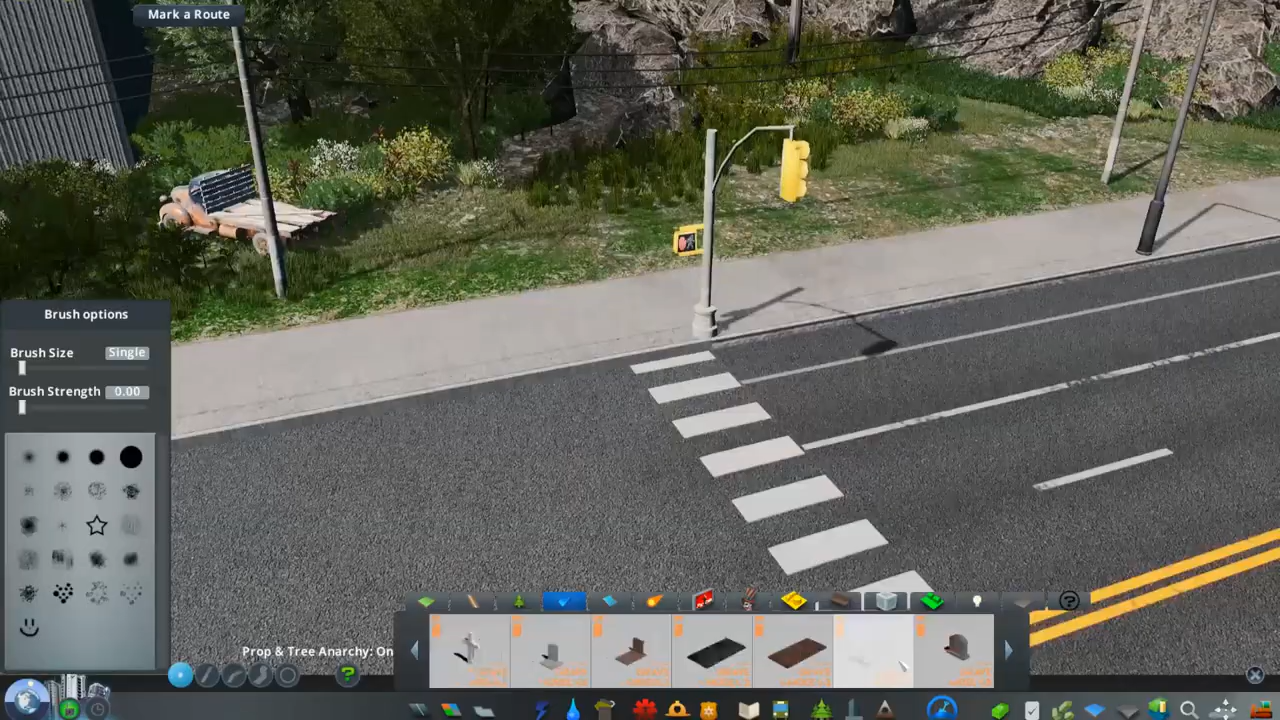 Mark a Route
Brush options
Brush Size Single
Brush Strength 0.00
Prop & Tree Anarchy: On